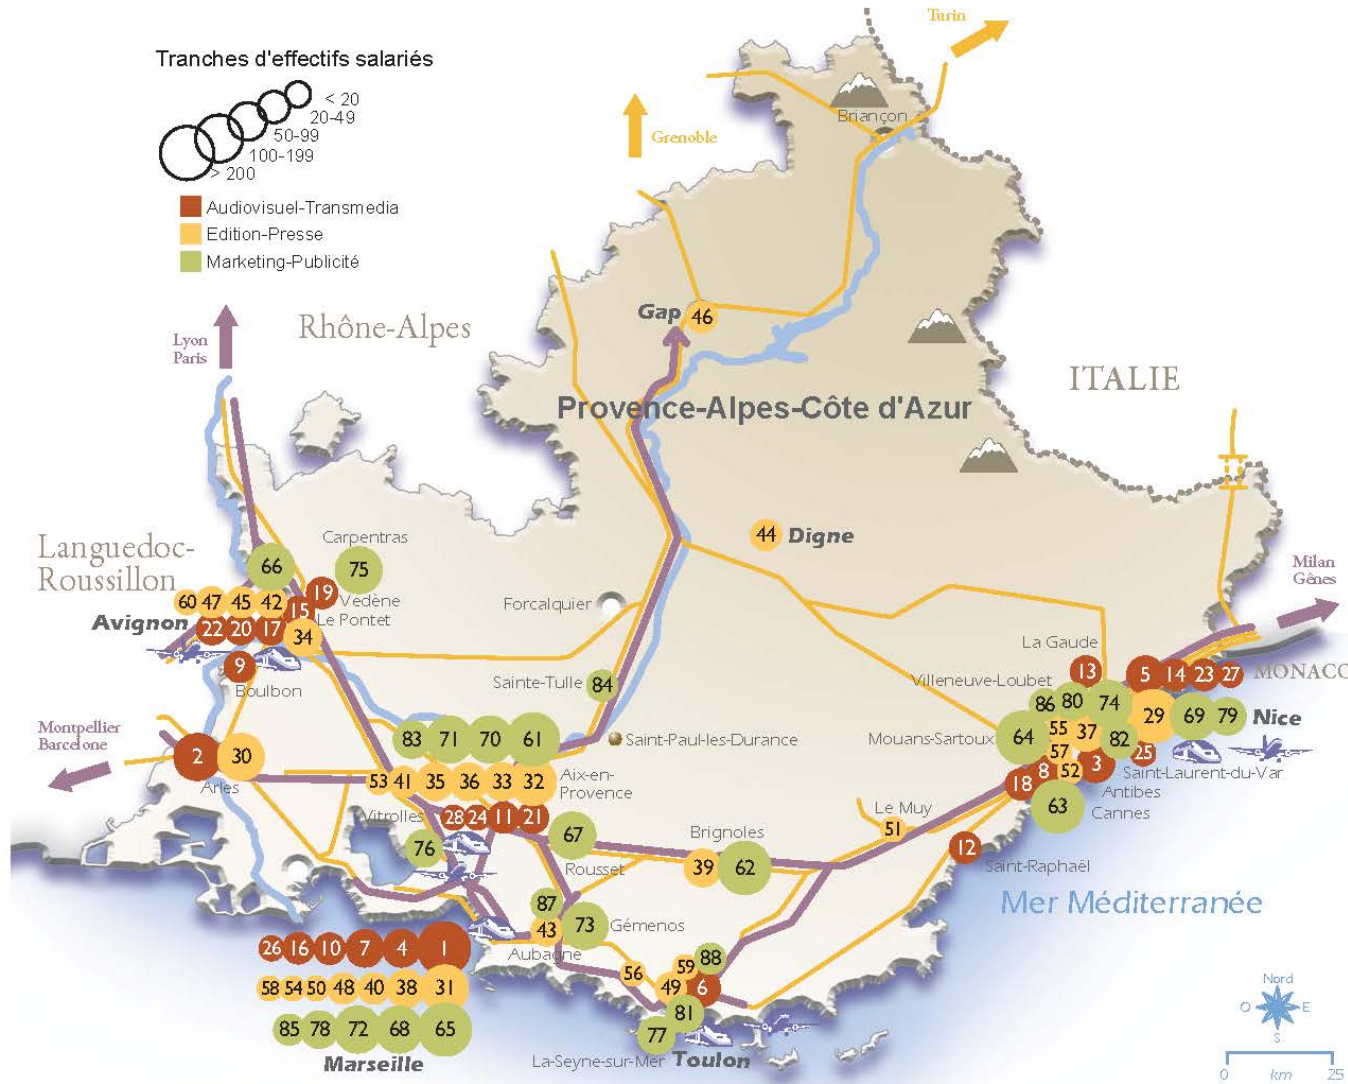 Turin
Tranches d'effectifs salariés
< 20
20-49
50-99
100-199
> 200
Grenoble
Briançon
Audiovisuel-Transmedia
Edition-Presse
Marketing-Publicité
Lyon
Paris
Rhône-Alpes
Gap 46
ITALIE
Provence-Alpes-Côte d'Azur
44 Digne
Languedoc-
Roussillon
Carpentras
66 75
Milan
Gênes
60 47 45 42 15 19 Vedène
Avignon 22 20 17 34 Le Pontet
Forcalquier
9
Boulbon
La Gaude
Sainte-Tulle 84
Villeneuve-Loubet 13 5 14 23 27 MONACO
86 80 74 29 69 79 Nice
Montpellier
Barcelone
2 30
Arles
83 71 70 61
Saint-Paul-les-Durance
Mouans-Sartoux 64 55 37 82
57 25
18 8 52 3 Saint-Laurent-du-Var
Antibes
63 Cannes
53 41 35 36 33 32 Aix-en-
Provence
Vitrolles 28 24 11 21
76 67
Rousset
Brignoles
39 62
Le Muy
51
12
Saint-Raphaël
Mer Méditerranée
87
43 73 Gémenos
Aubagne
26 16 10 7 4 1
58 54 50 48 40 38 31
85 78 72 68 65
Marseille
56 59 88
49 6
81
77
La-Seyne-sur-Mer Toulon
Nord
O E
S
0 km 25